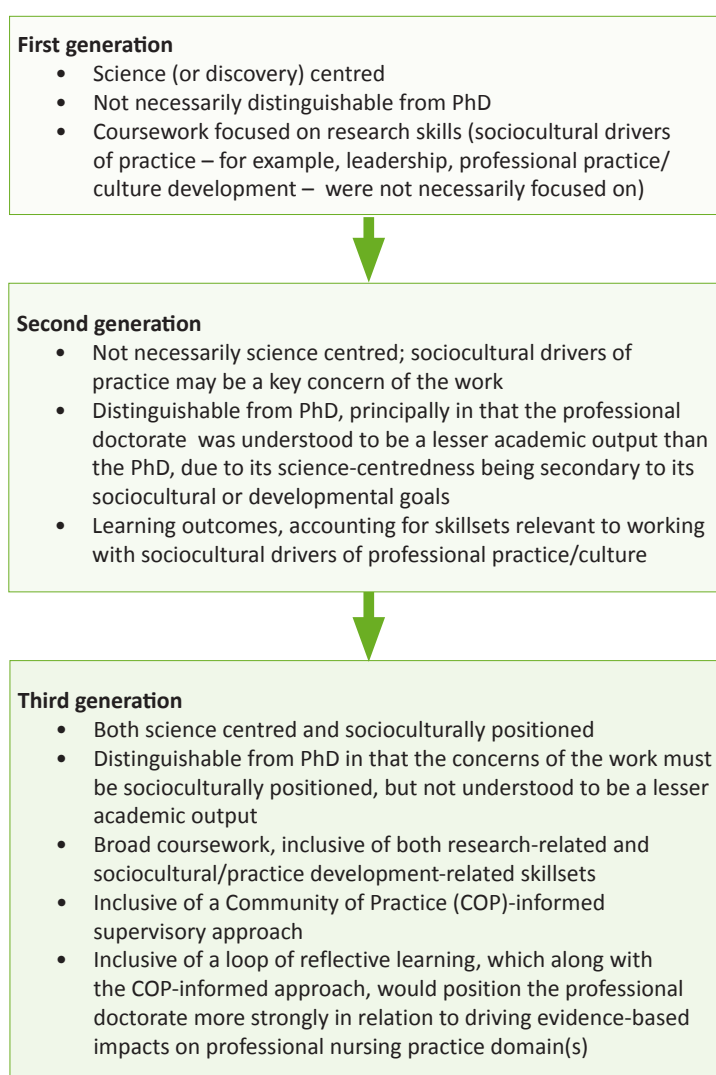 First generation
• Science (or discovery) centred
• Not necessarily distinguishable from PhD
• Coursework focused on research skills (sociocultural drivers
of practice – for example, leadership, professional practice/
culture development – were not necessarily focused on)
Second generation
• Not necessarily science centred; sociocultural drivers of
practice may be a key concern of the work
• Distinguishable from PhD, principally in that the professional
doctorate was understood to be a lesser academic output than
the PhD, due to its science-centredness being secondary to its
sociocultural or developmental goals
• Learning outcomes, accounting for skillsets relevant to working
with sociocultural drivers of professional practice/culture
Third generation
• Both science centred and socioculturally positioned
• Distinguishable from PhD in that the concerns of the work must
be socioculturally positioned, but not understood to be a lesser
academic output
• Broad coursework, inclusive of both research-related and
sociocultural/practice development-related skillsets
• Inclusive of a Community of Practice (COP)-informed
supervisory approach
• Inclusive of a loop of reflective learning, which along with
the COP-informed approach, would position the professional
doctorate more strongly in relation to driving evidence-based
impacts on professional nursing practice domain(s)